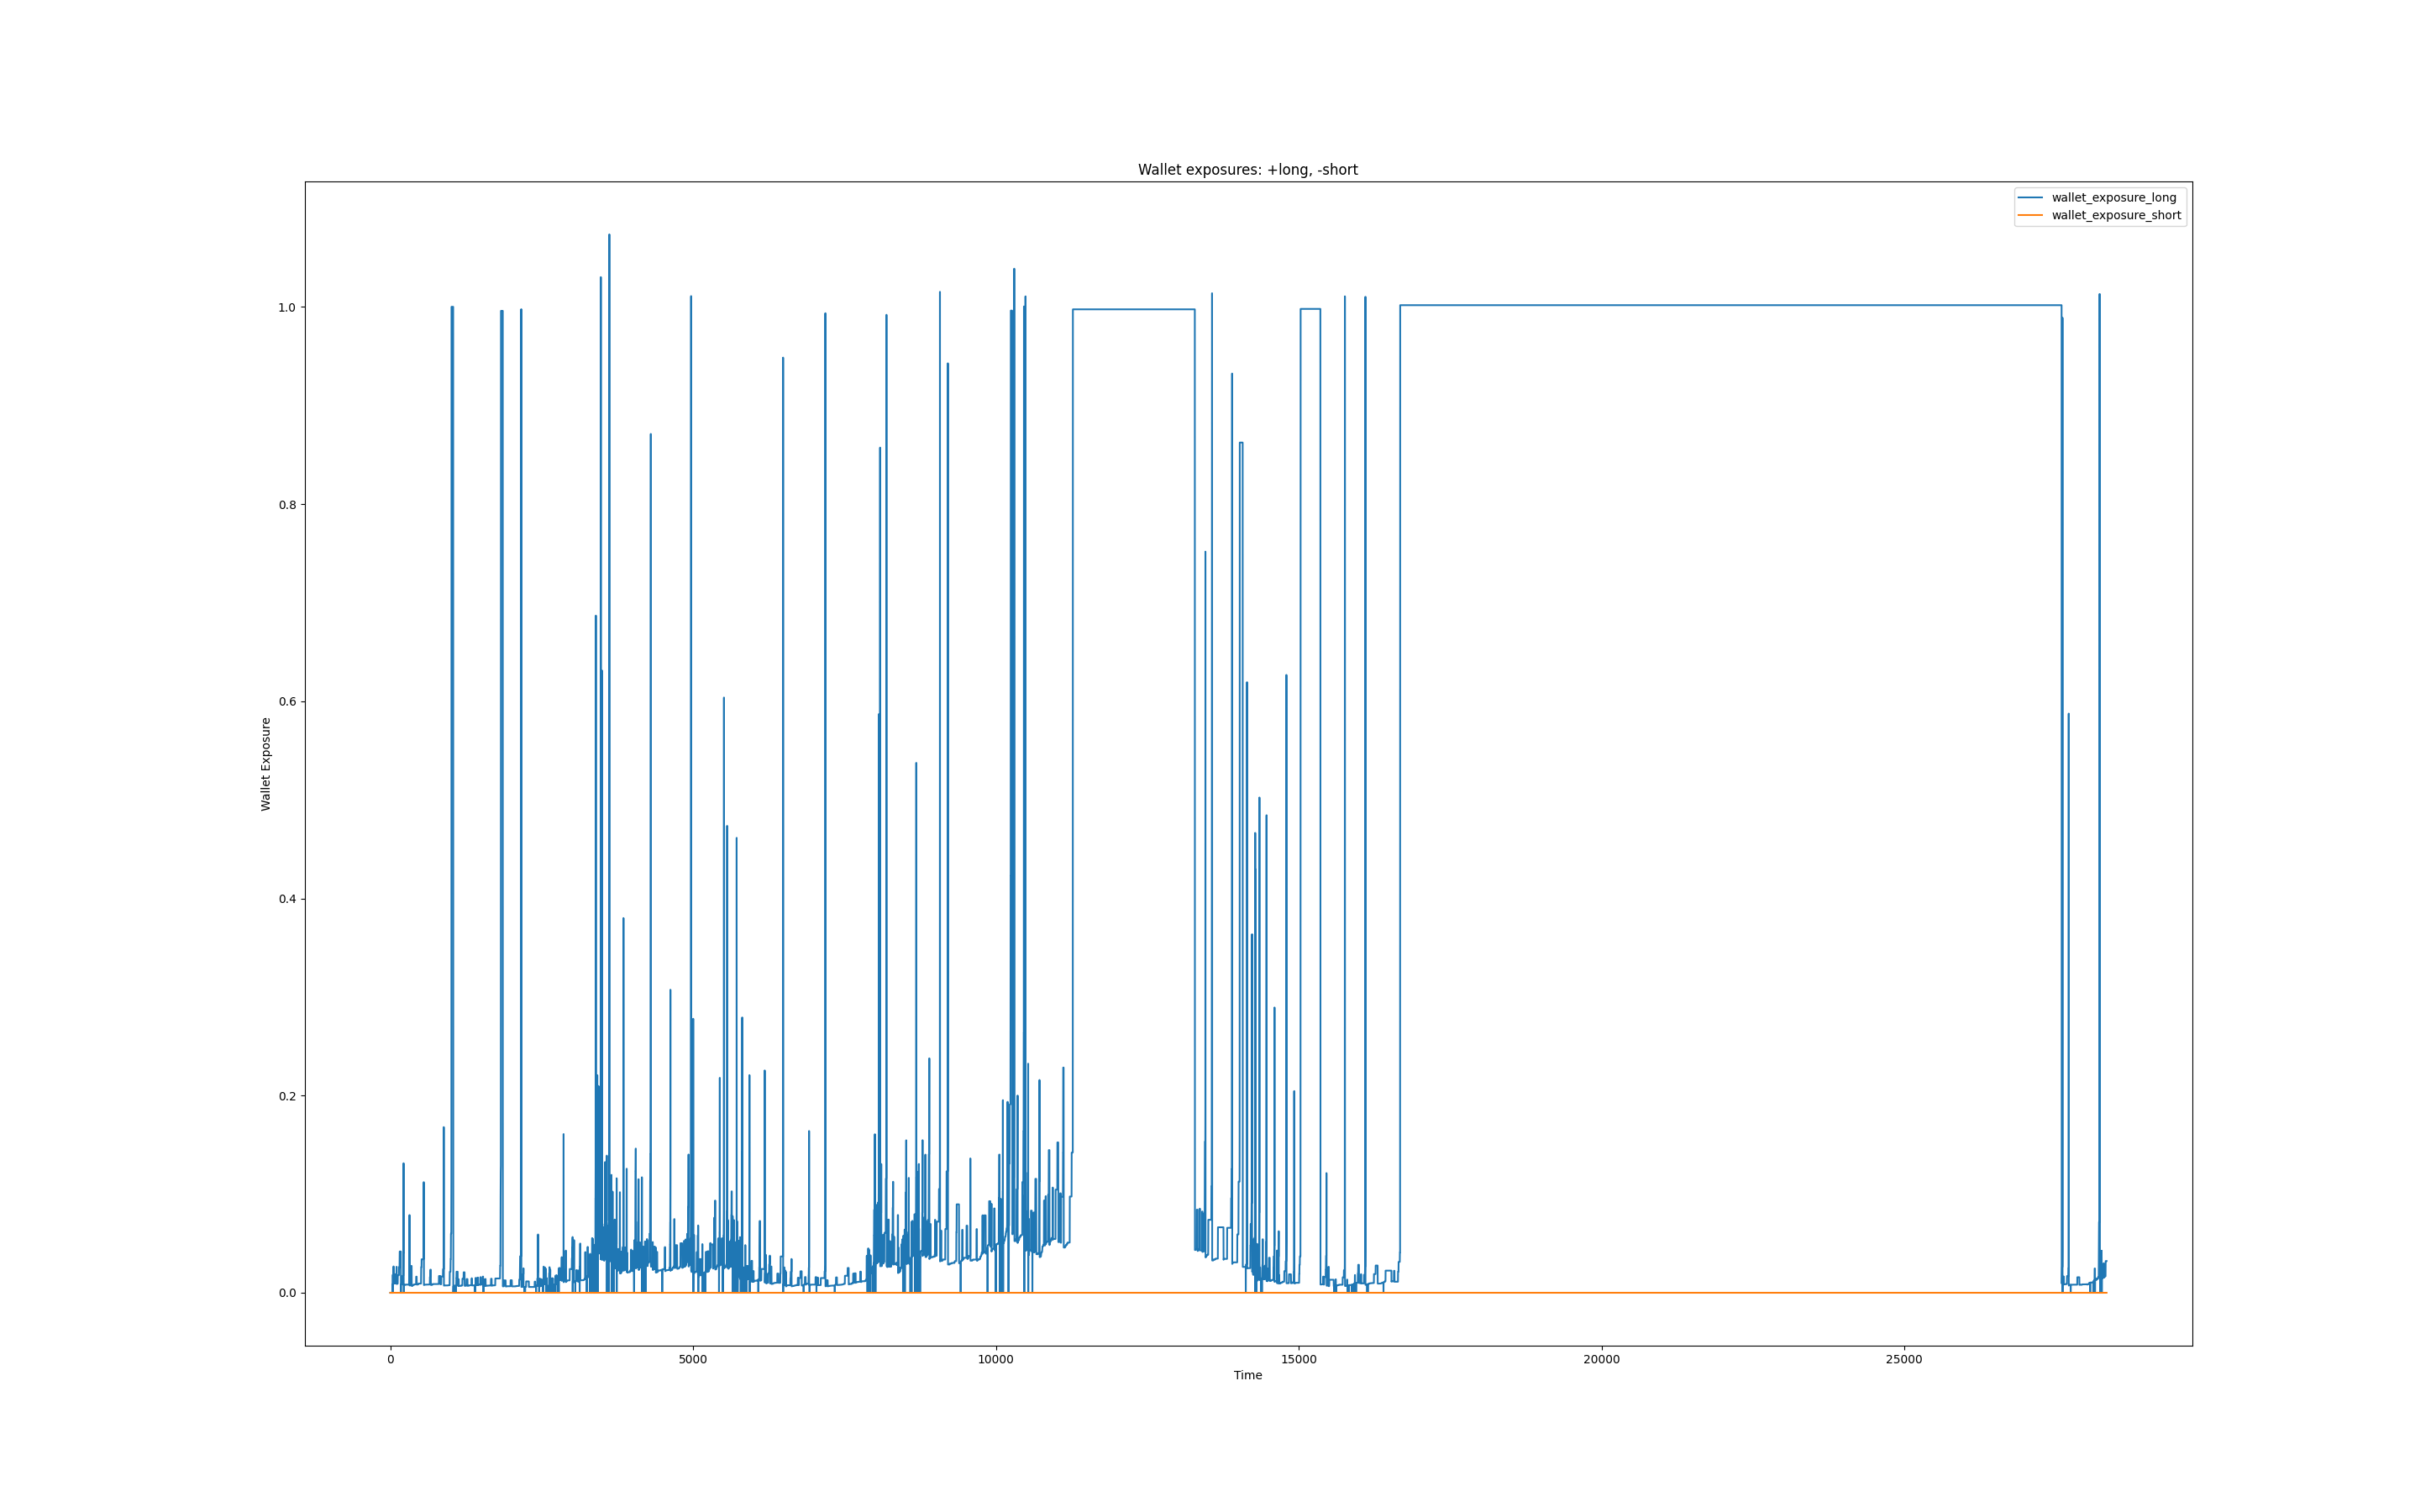 Wallet exposures: +long, -short
wallet_exposure_long
wallet_exposure_short
1.0
0.8
0.6
0.4
0.2
0.0
Wallet Exposure
0 5000 10000 15000 20000 25000
Time